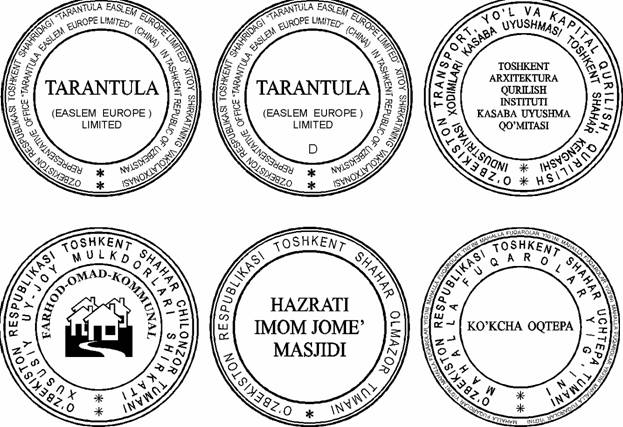 O'ZBEKISTON RESPUBLIKASI TOSHKENT SHAHRIDAGI "TARANTULA EASLEM EUROPE LIMITED" XITOY SHIRKATINING VAKOLATXONASI
REPRESENTATIVE OFFICE "TARANTULA EASLEM EUROPE LIMITED" (CHINA) IN TASHKENT REPUBLIC OF UZBEKISTAN
TARANTULA
(EASLEM EUROPE)
LIMITED
O'ZBEKISTON RESPUBLIKASI TOSHKENT SHAHRIDAGI "TARANTULA EASLEM EUROPE LIMITED" XITOY SHIRKATINING VAKOLATXONASI
REPRESENTATIVE OFFICE "TARANTULA EASLEM EUROPE LIMITED" (CHINA) IN TASHKENT REPUBLIC OF UZBEKISTAN
TARANTULA
(EASLEM EUROPE)
LIMITED
D
O'ZBEKISTON TRANSPORT, YO'L VA KAPITAL QURILISH, QURILISH
INDUSTRIYASI XODIMLARI KASABA UYUSHMASI TOSHKENT SHAHAR KENGASHI
TOSHKENT
ARXITEKTURA
QURILISH
INSTITUTI
KASABA UYUSHMA
QO'MITASI
O'ZBEKISTON RESPUBLIKASI TOSHKENT SHAHAR CHILONZOR TUMANI
XUSUSIY UY-JOY MULKDORLARI SHIRKATI
FARHOD-OMAD-KOMMUNAL
O'ZBEKISTON RESPUBLIKASI TOSHKENT SHAHAR OLMAZOR TUMANI
HAZRATI
IMOM JOME'
MASJIDI
O'ZBEKISTON RESPUBLIKASI TOSHKENT SHAHAR UCHTEPA TUMANI
MAHALLA FUQAROLAR YIG'INI
KO'KCHA OQTEPA